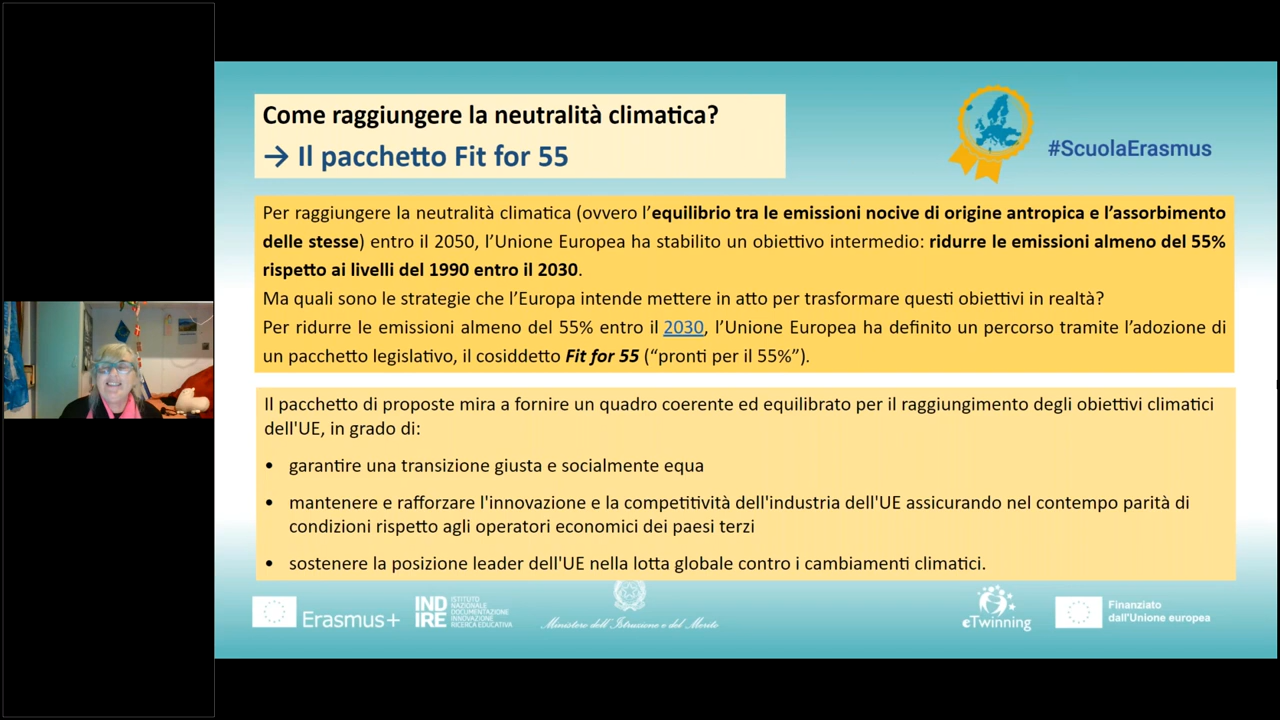 Come raggiungere la neutralità climatica?
→ Il pacchetto Fit for 55
#ScuolaErasmus
Per raggiungere la neutralità climatica (ovvero l’equilibrio tra le emissioni nocive di origine antropica e l’assorbimento
delle stesse) entro il 2050, l’Unione Europea ha stabilito un obiettivo intermedio: ridurre le emissioni almeno del 55%
rispetto ai livelli del 1990 entro il 2030.
Ma quali sono le strategie che l’Europa intende mettere in atto per trasformare questi obiettivi in realtà?
Per ridurre le emissioni almeno del 55% entro il 2030, l’Unione Europea ha definito un percorso tramite l’adozione di
un pacchetto legislativo, il cosiddetto Fit for 55 (“pronti per il 55%”).
Il pacchetto di proposte mira a fornire un quadro coerente ed equilibrato per il raggiungimento degli obiettivi climatici
dell'UE, in grado di:
• garantire una transizione giusta e socialmente equa
• mantenere e rafforzare l'innovazione e la competitività dell'industria dell'UE assicurando nel contempo parità di
condizioni rispetto agli operatori economici dei paesi terzi
• sostenere la posizione leader dell'UE nella lotta globale contro i cambiamenti climatici.
Erasmus+
INDIRE
ISTITUTO
NAZIONALE
DOCUMENTAZIONE
INNOVAZIONE
RICERCA EDUCATIVA
Ministero dell'Istruzione e del Merito
eTwinning
Finanziato
dall'Unione europea